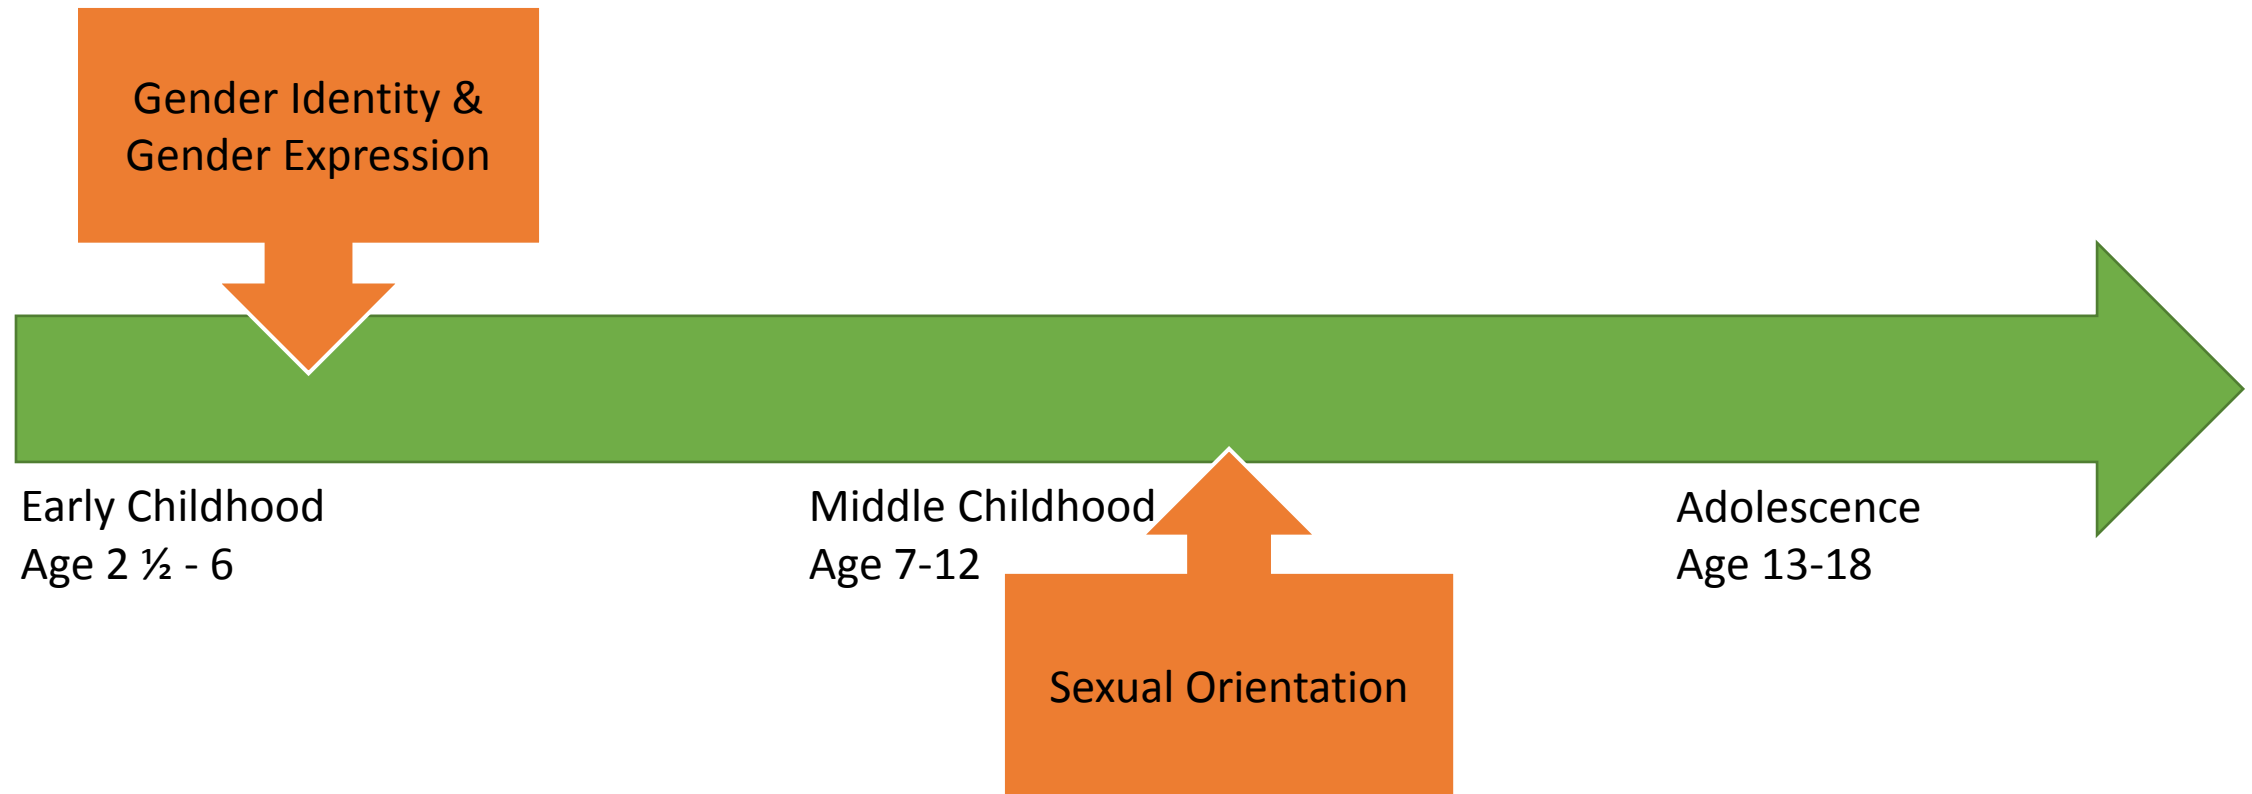 Gender Identity &
Gender Expression
Early Childhood
Age 2 ½ - 6
Middle Childhood
Age 7-12
Adolescence
Age 13-18
Sexual Orientation